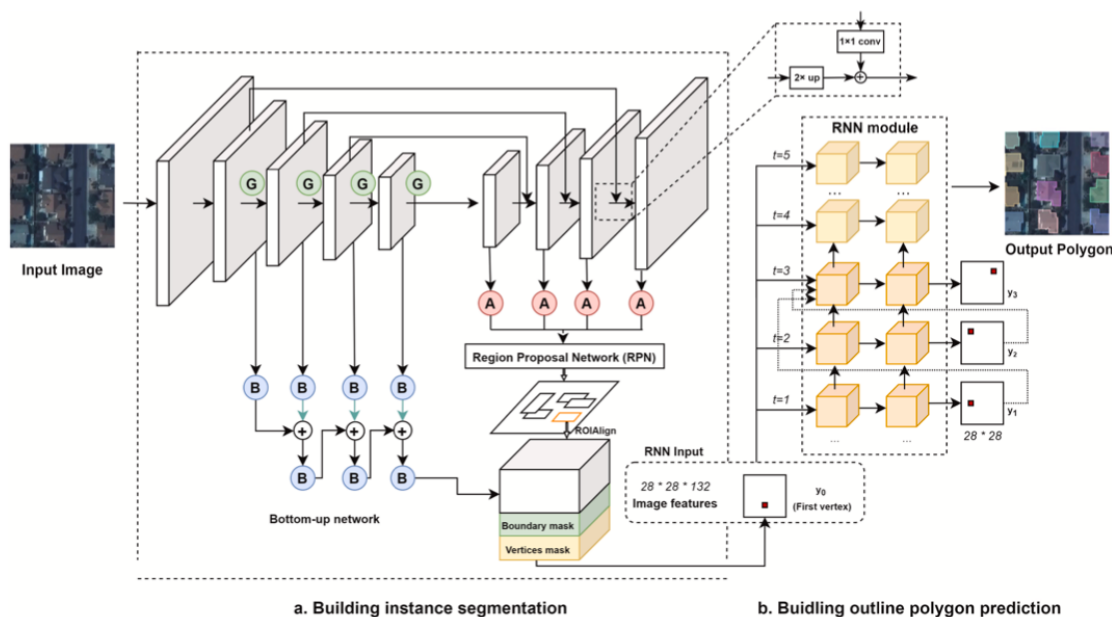 1×1 conv
2× up
+
RNN module
G
G
G
G
t=5
...
...
Input Image
t=4
Output Polygon
t=3
y3
A
A
A
A
t=2
Region Proposal Network (RPN)
y2
B
B
B
B
t=1
y1
ROIAlign
+
+
+
28 * 28
...
...
RNN Input
B
B
B
28 * 28 * 132
y0
Image features
(First vertex)
Bottom-up network
Boundary mask
Vertices mask
a. Building instance segmentation
b. Buidling outline polygon prediction